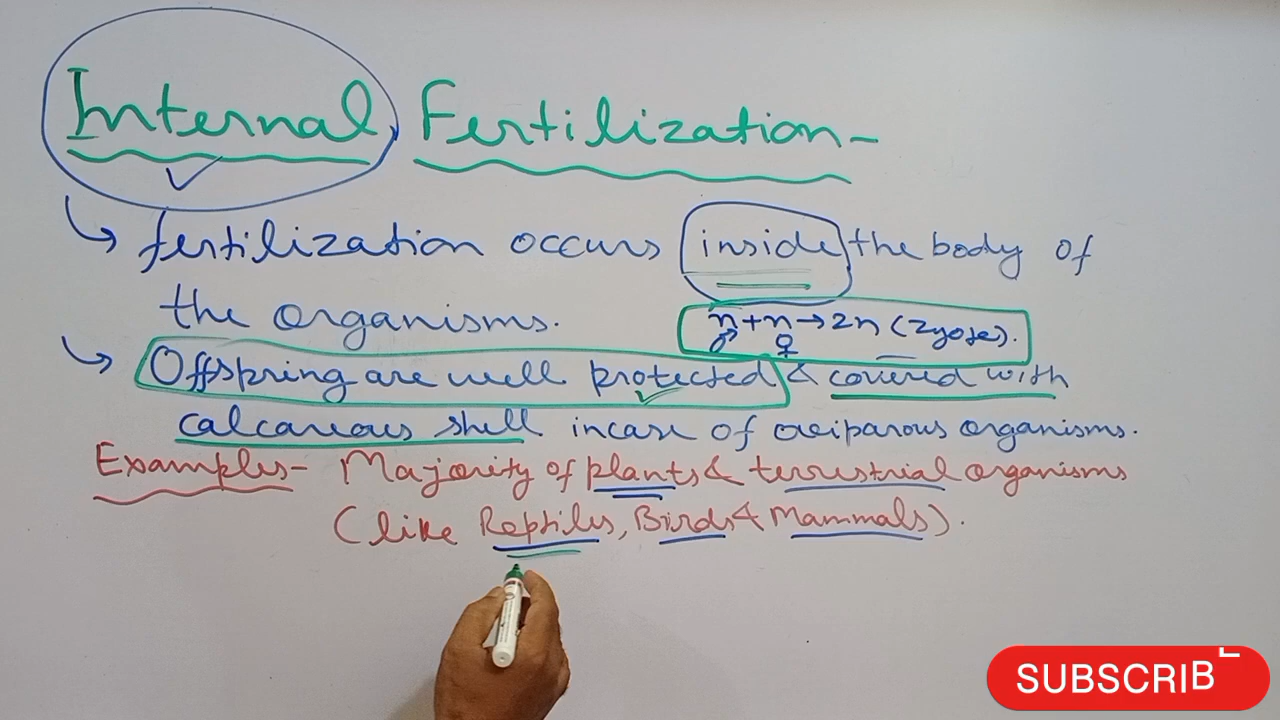 Internal Fertilization-
fertilization occurs inside the body of
the organisms.
n + n → 2n (Zygote).
♂ ♀
Offspring are well protected & covered with
calcareous shell incase of oviparous organisms.
Examples- Majority of plants & terrestrial organisms
(like Reptiles, Birds & Mammals).
SUBSCRIBE